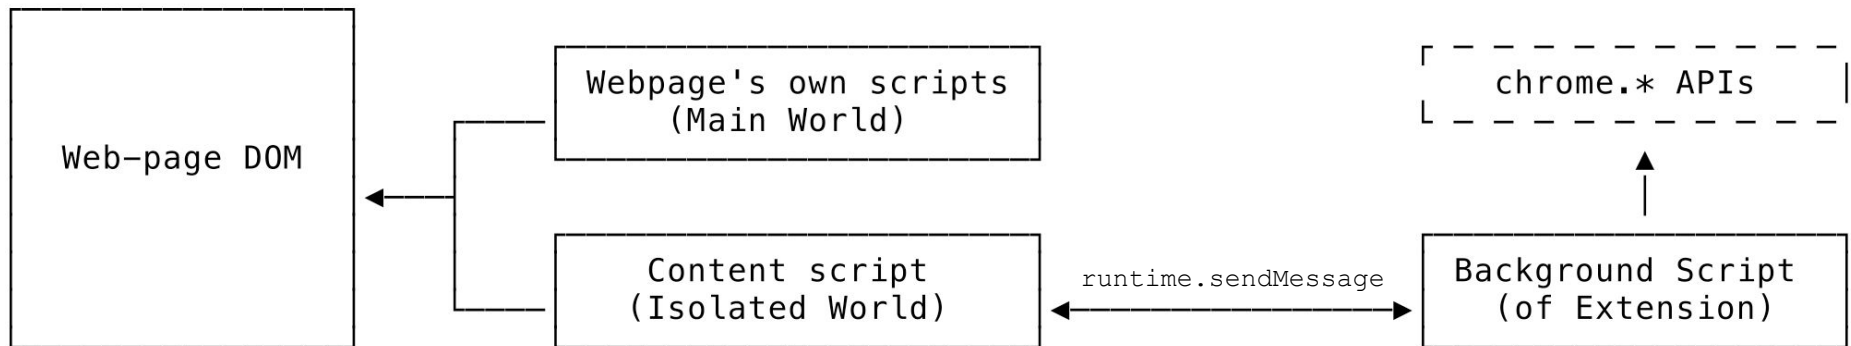 Web-page DOM
Webpage's own scripts
(Main World)
Content script
(Isolated World)
runtime.sendMessage
chrome.* APIs
Background Script
(of Extension)